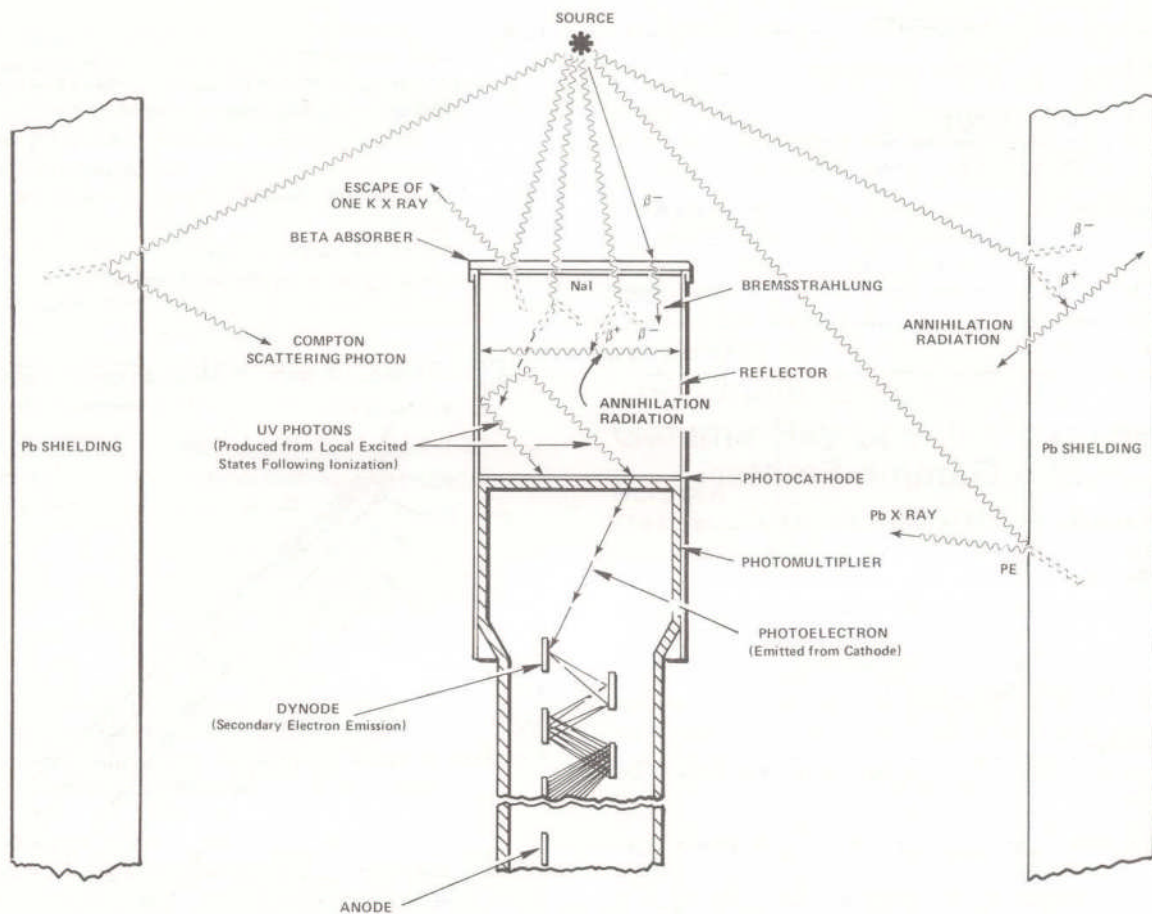 SOURCE
ESCAPE OF
ONE K X RAY
BETA ABSORBER
β−
NaI
BREMSSTRAHLUNG
β−
β+
ANNIHILATION
RADIATION
COMPTON
SCATTERING PHOTON
β+
β−
REFLECTOR
ANNIHILATION
RADIATION
UV PHOTONS
(Produced from Local Excited
States Following Ionization)
Pb SHIELDING
Pb SHIELDING
PHOTOCATHODE
Pb X RAY
PE
PHOTOMULTIPLIER
PHOTOELECTRON
(Emitted from Cathode)
DYNODE
(Secondary Electron Emission)
ANODE